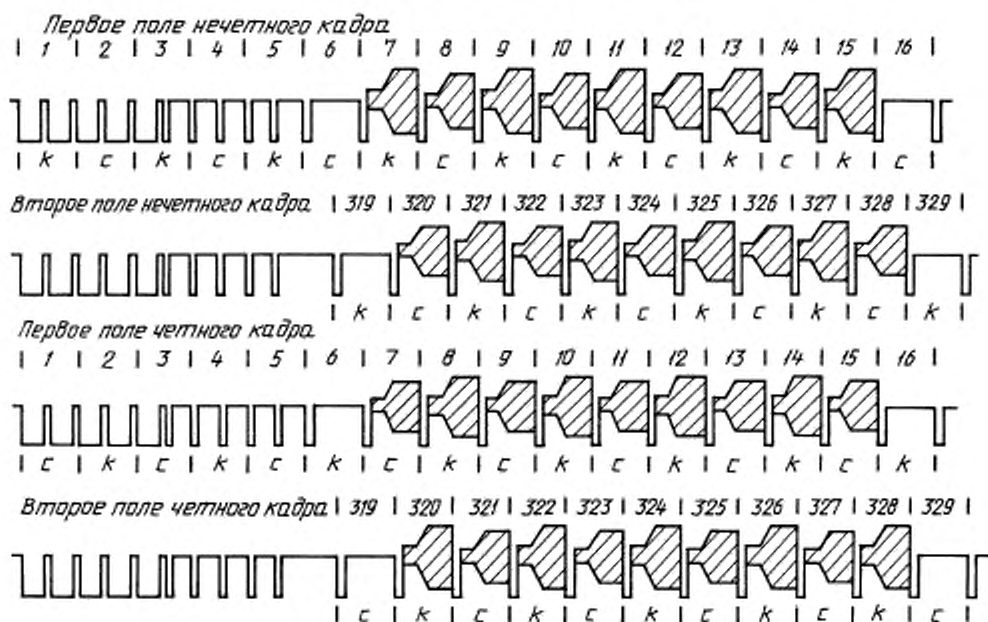 Первое поле нечетного кадра
| 1 | 2 | 3 | 4 | 5 | 6 | 7 | 8 | 9 | 10 | 11 | 12 | 13 | 14 | 15 | 16 |
| к | с | к | с | к | с | к | с | к | с | к | с | к | с | к | с |
Второе поле нечетного кадра | 319 | 320 | 321 | 322 | 323 | 324 | 325 | 326 | 327 | 328 | 329 |
| к | с | к | с | к | с | к | с | к | с | к |
Первое поле четного кадра
| 1 | 2 | 3 | 4 | 5 | 6 | 7 | 8 | 9 | 10 | 11 | 12 | 13 | 14 | 15 | 16 |
| с | к | с | к | с | к | с | к | с | к | с | к | с | к | с | к |
Второе поле четного кадра | 319 | 320 | 321 | 322 | 323 | 324 | 325 | 326 | 327 | 328 | 329 |
| с | к | с | к | с | к | с | к | с | к | с |